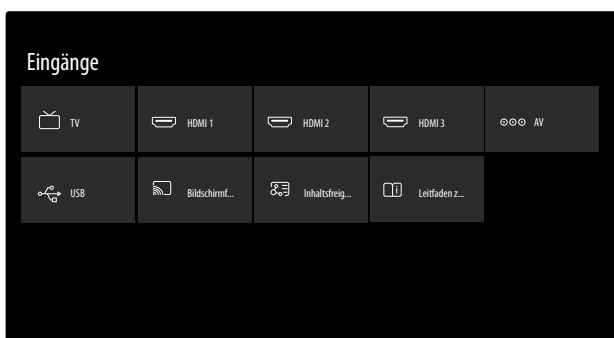 Eingänge
TV
HDMI 1
HDMI 2
HDMI 3
AV
USB
Bildschirmf...
Inhaltsfreig...
Leitfaden z...